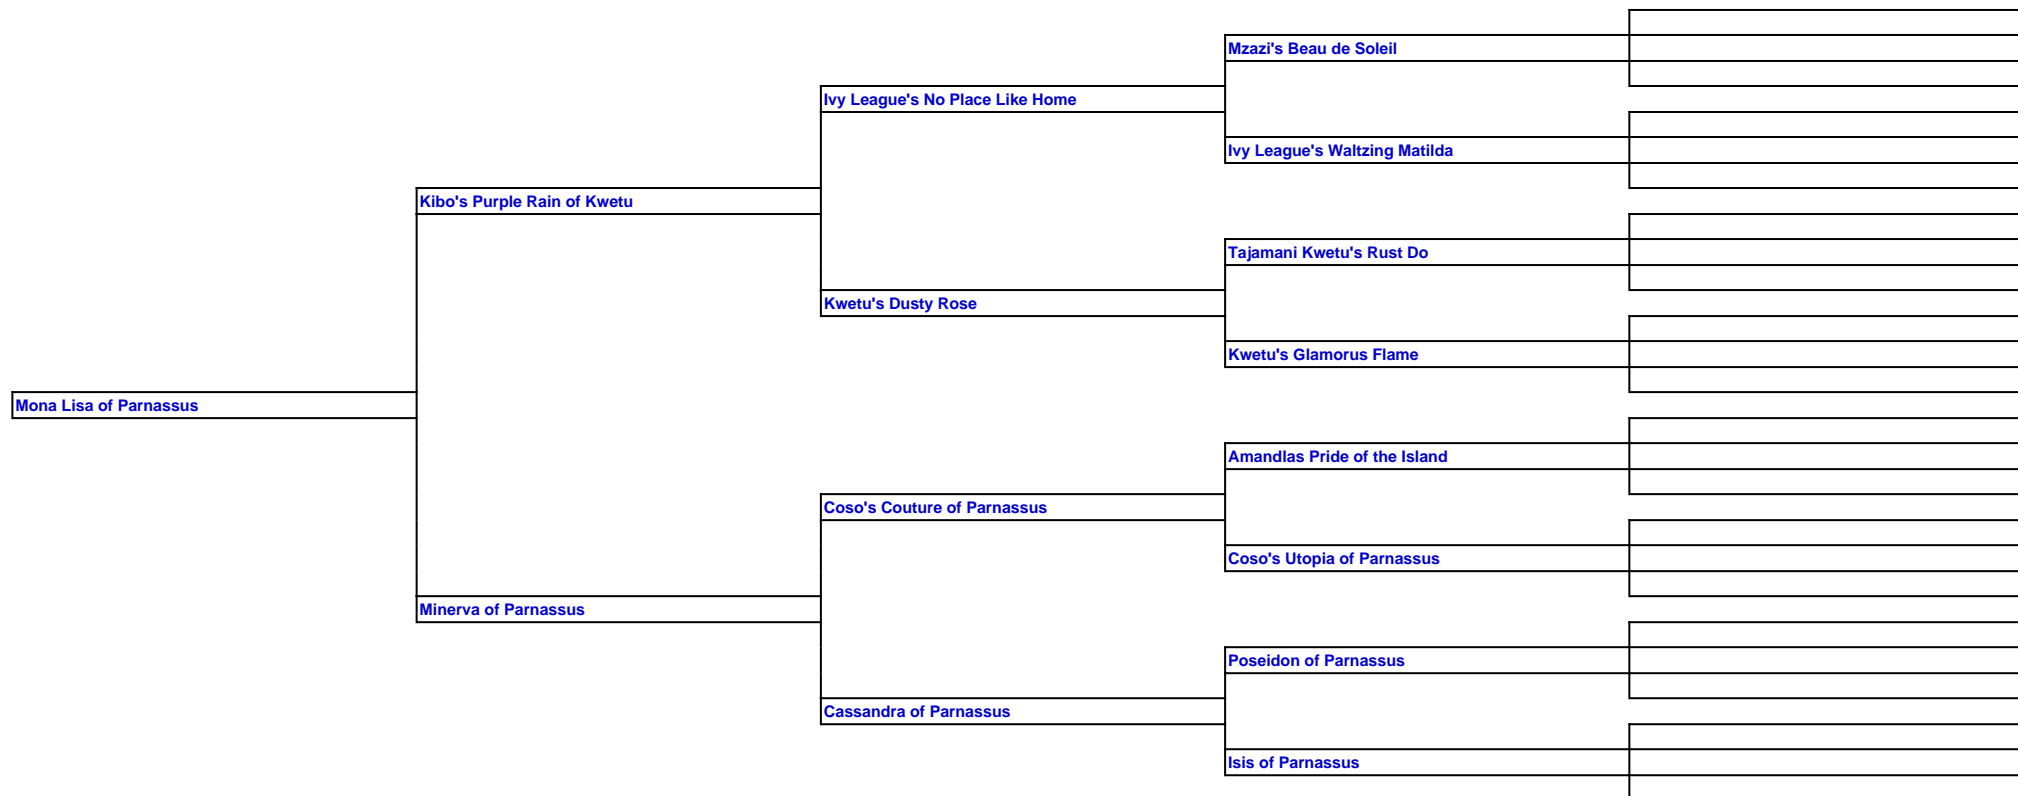 Mzazi's Beau de Soleil
Ivy League's No Place Like Home
Ivy League's Waltzing Matilda
Kibo's Purple Rain of Kwetu
Tajamani Kwetu's Rust Do
Kwetu's Dusty Rose
Kwetu's Glamorus Flame
Mona Lisa of Parnassus
Amandlas Pride of the Island
Coso's Couture of Parnassus
Coso's Utopia of Parnassus
Minerva of Parnassus
Poseidon of Parnassus
Cassandra of Parnassus
Isis of Parnassus